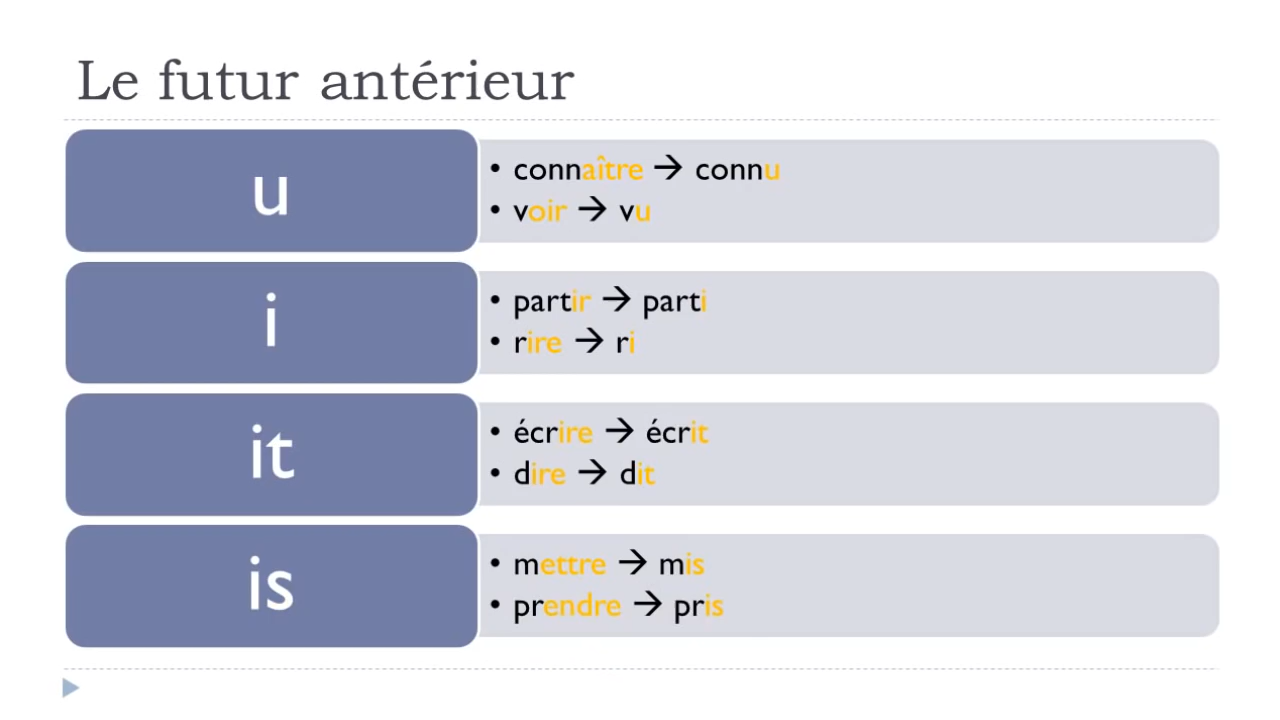 Le futur antérieur
u
• connaître → connu
• voir → vu
i
• partir → parti
• rire → ri
it
• écrire → écrit
• dire → dit
is
• mettre → mis
• prendre → pris